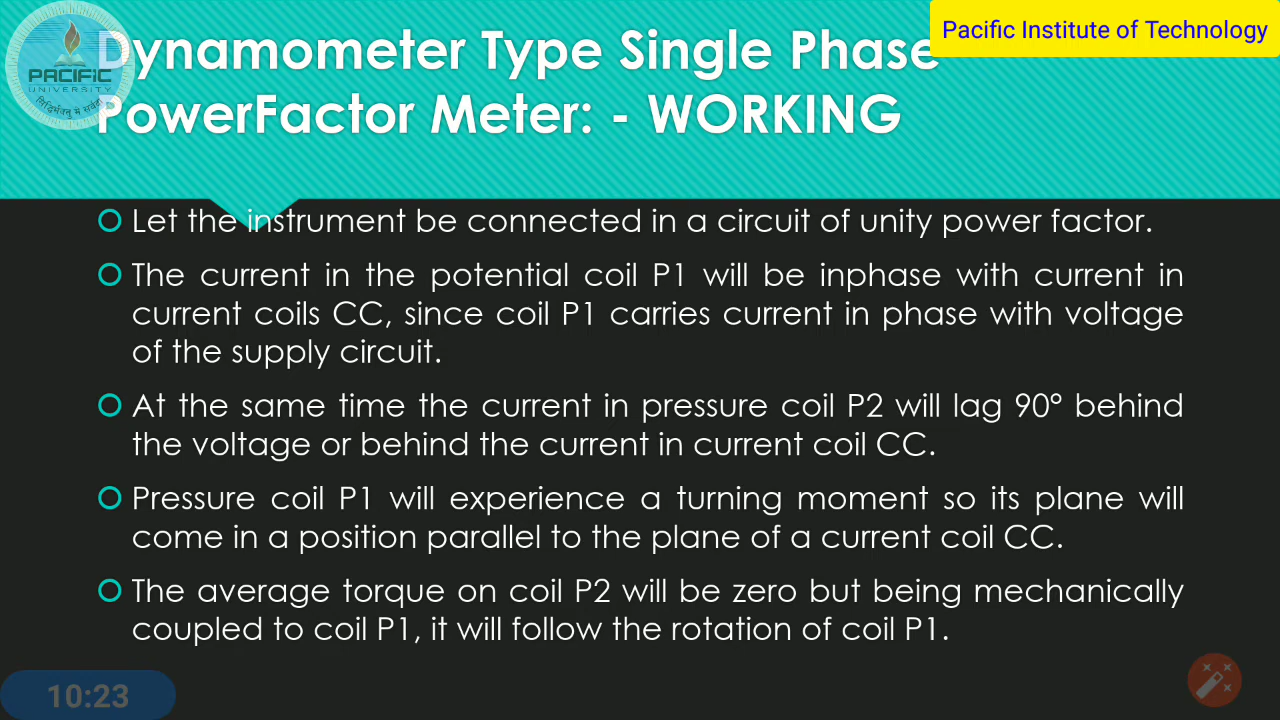 Pacific Institute of Technology
Dynamometer Type Single Phase
PowerFactor Meter: - WORKING
PACIFIC
UNIVERSITY
Let the instrument be connected in a circuit of unity power factor.
The current in the potential coil P1 will be inphase with current in
current coils CC, since coil P1 carries current in phase with voltage
of the supply circuit.
At the same time the current in pressure coil P2 will lag 90° behind
the voltage or behind the current in current coil CC.
Pressure coil P1 will experience a turning moment so its plane will
come in a position parallel to the plane of a current coil CC.
The average torque on coil P2 will be zero but being mechanically
coupled to coil P1, it will follow the rotation of coil P1.
10:23